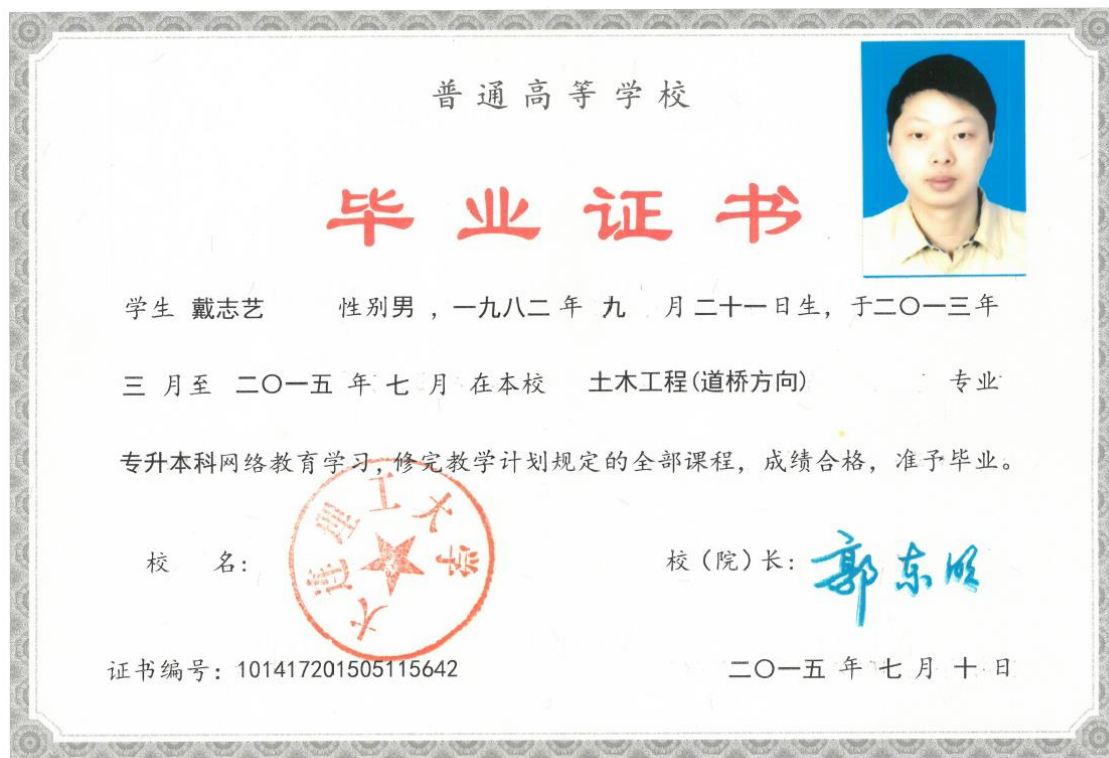 普通高等学校
毕业证书
学生 戴志艺 性别男，一九八二年 九 月二十一日生，于二〇一三年
三 月至 二〇一五 年 七 月 在本校 土木工程(道桥方向) 专业
专升本科网络教育学习，修完教学计划规定的全部课程，成绩合格，准予毕业。
大连理工大学
校 名： 校（院）长：郭东明
证书编号：101417201505115642 二〇一五 年 七 月 十 日